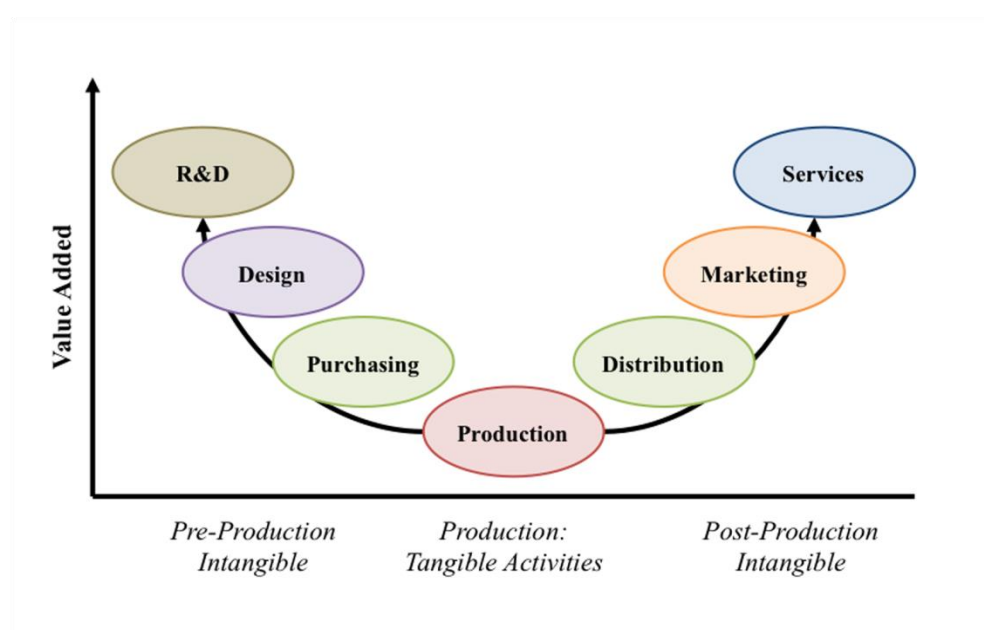 R&D
Services
Design
Marketing
Value Added
Purchasing
Distribution
Production
Pre-Production
Intangible
Production:
Tangible Activities
Post-Production
Intangible